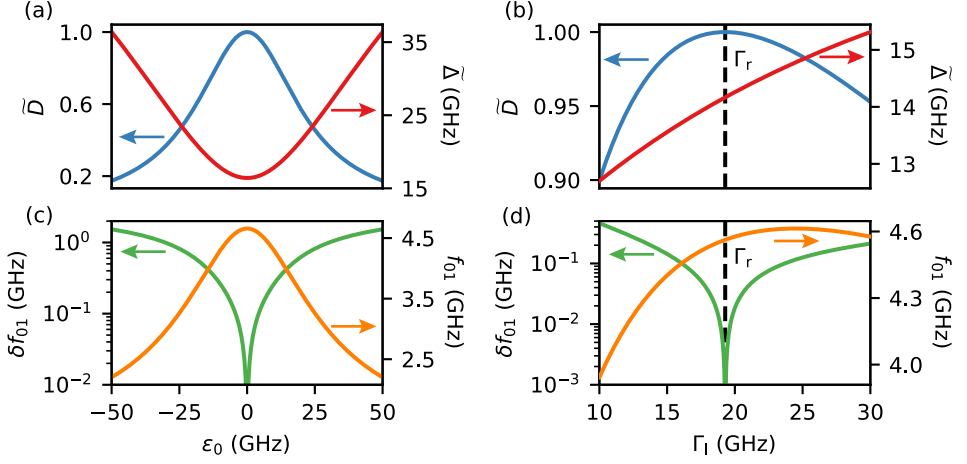 (a)
1.0
0.6
0.2
D̃
35
25
15
Δ̃
(GHz)
(b)
1.00
0.95
0.90
D̃
Γr
15
14
13
Δ̃
(GHz)
(c)
10⁰
10⁻¹
10⁻²
δf₀₁ (GHz)
4.5
3.5
2.5
f₀₁ (GHz)
−50 −25 0 25 50
ε₀ (GHz)
(d)
10⁻¹
10⁻²
10⁻³
δf₀₁ (GHz)
Γr
4.6
4.3
4.0
f₀₁ (GHz)
10 15 20 25 30
Γl (GHz)